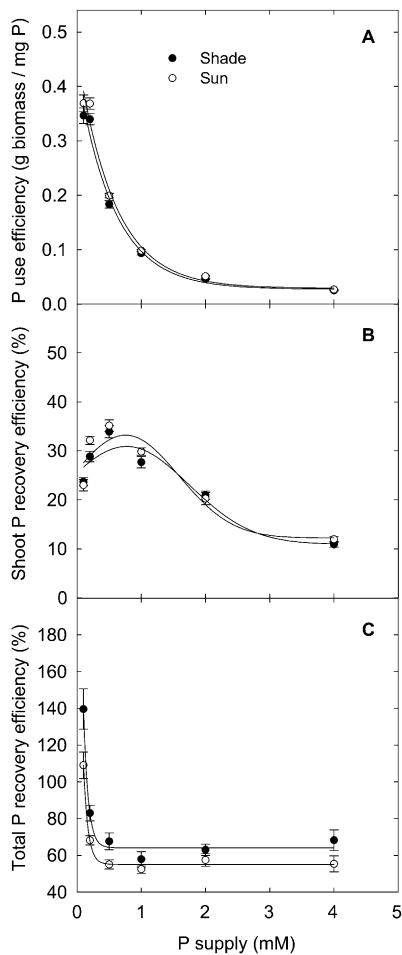 0.5
A
Shade
Sun
0.4
0.3
0.2
0.1
0.0
P use efficiency (g biomass / mg P)
B
50
40
30
20
10
0
Shoot P recovery efficiency (%)
C
180
160
140
120
100
80
60
40
Total P recovery efficiency (%)
0 1 2 3 4 5
P supply (mM)